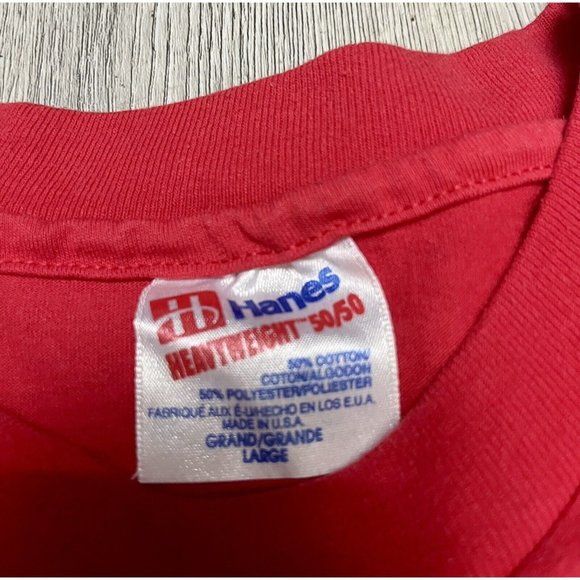 Hanes
HEAVYWEIGHT™ 50/50
50% COTTON/
COTON/ALGODON
50% POLYESTER/POLIESTER
FABRIQUÉ AUX É-U/HECHO EN LOS E.U.A.
MADE IN U.S.A.
GRAND/GRANDE
LARGE